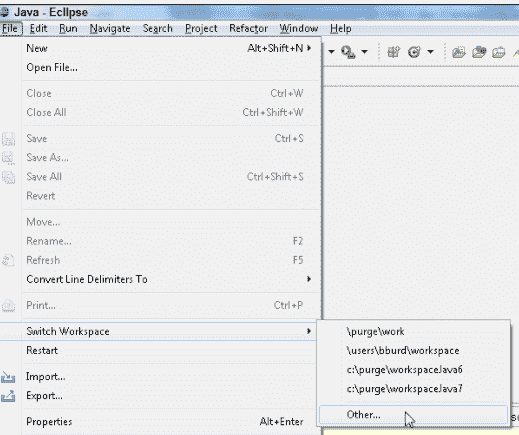 Java - Eclipse
File Edit Run Navigate Search Project Refactor Window Help
New Alt+Shift+N
Open File...
Close Ctrl+W
Close All Ctrl+Shift+W
Save Ctrl+S
Save As...
Save All Ctrl+Shift+S
Revert
Move...
Rename... F2
Refresh F5
Convert Line Delimiters To
Print... Ctrl+P
Switch Workspace
\purge\work
Restart
\users\bburd\workspace
c:\purge\workspaceJava6
Import...
c:\purge\workspaceJava7
Export...
Other...
Properties Alt+Enter